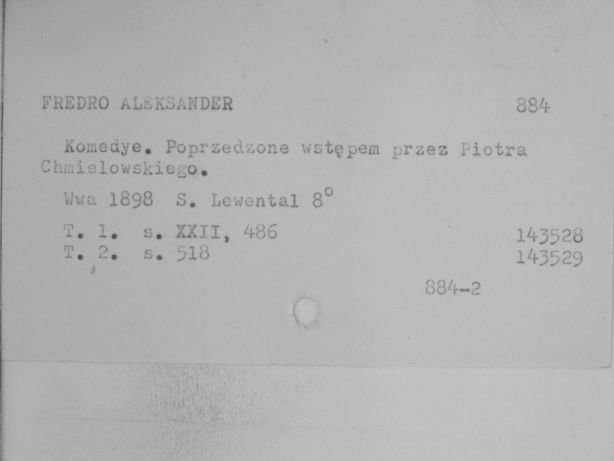 FREDRO ALEKSANDER 884
Komedye. Poprzedzone wstępem przez Piotra
Chmielowskiego.
Wwa 1898 S. Lewental 8°
T. 1. s. XXII, 486 143528
T. 2. s. 518 143529
884-2